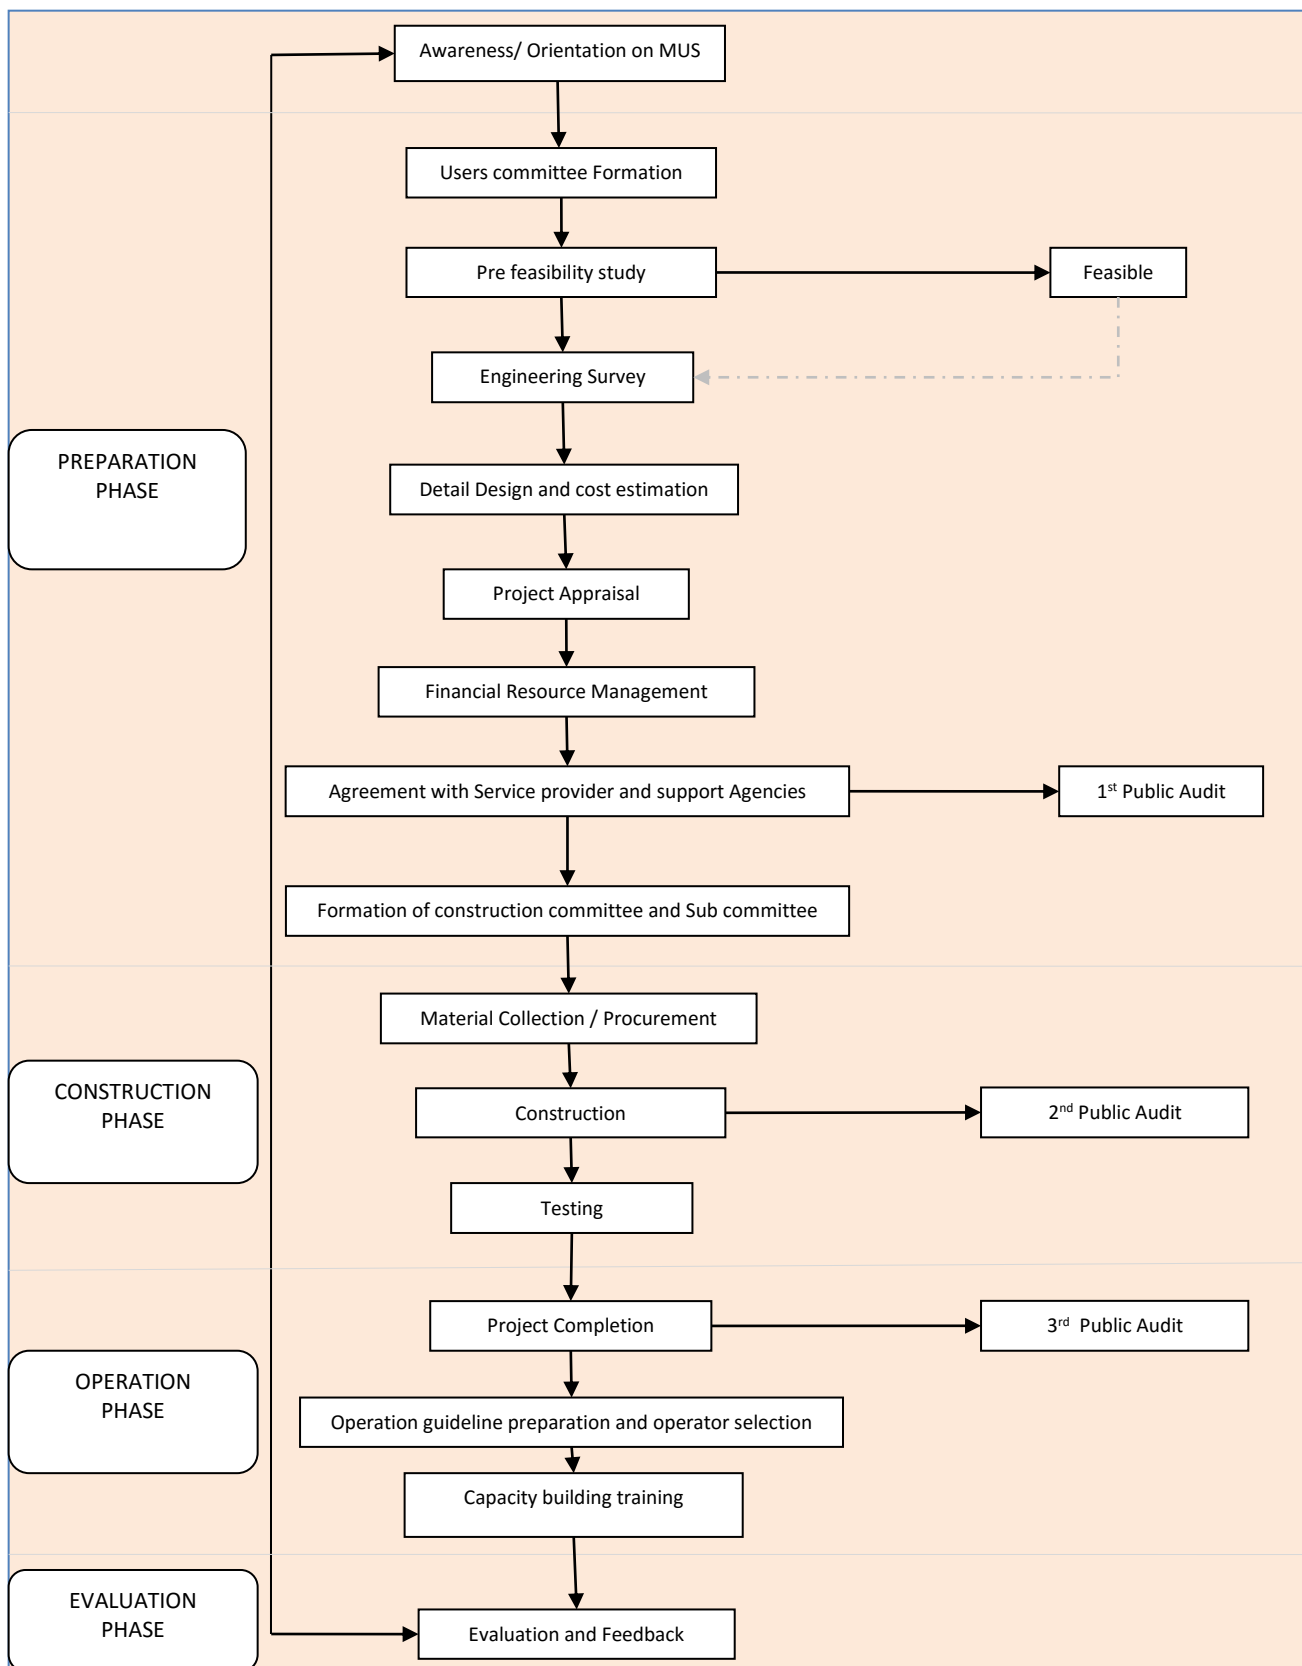 Awareness/ Orientation on MUS
Users committee Formation
Pre feasibility study
Feasible
Engineering Survey
PREPARATION
PHASE
Detail Design and cost estimation
Project Appraisal
Financial Resource Management
Agreement with Service provider and support Agencies
1st Public Audit
Formation of construction committee and Sub committee
Material Collection / Procurement
CONSTRUCTION
PHASE
Construction
2nd Public Audit
Testing
Project Completion
3rd Public Audit
OPERATION
PHASE
Operation guideline preparation and operator selection
Capacity building training
EVALUATION
PHASE
Evaluation and Feedback